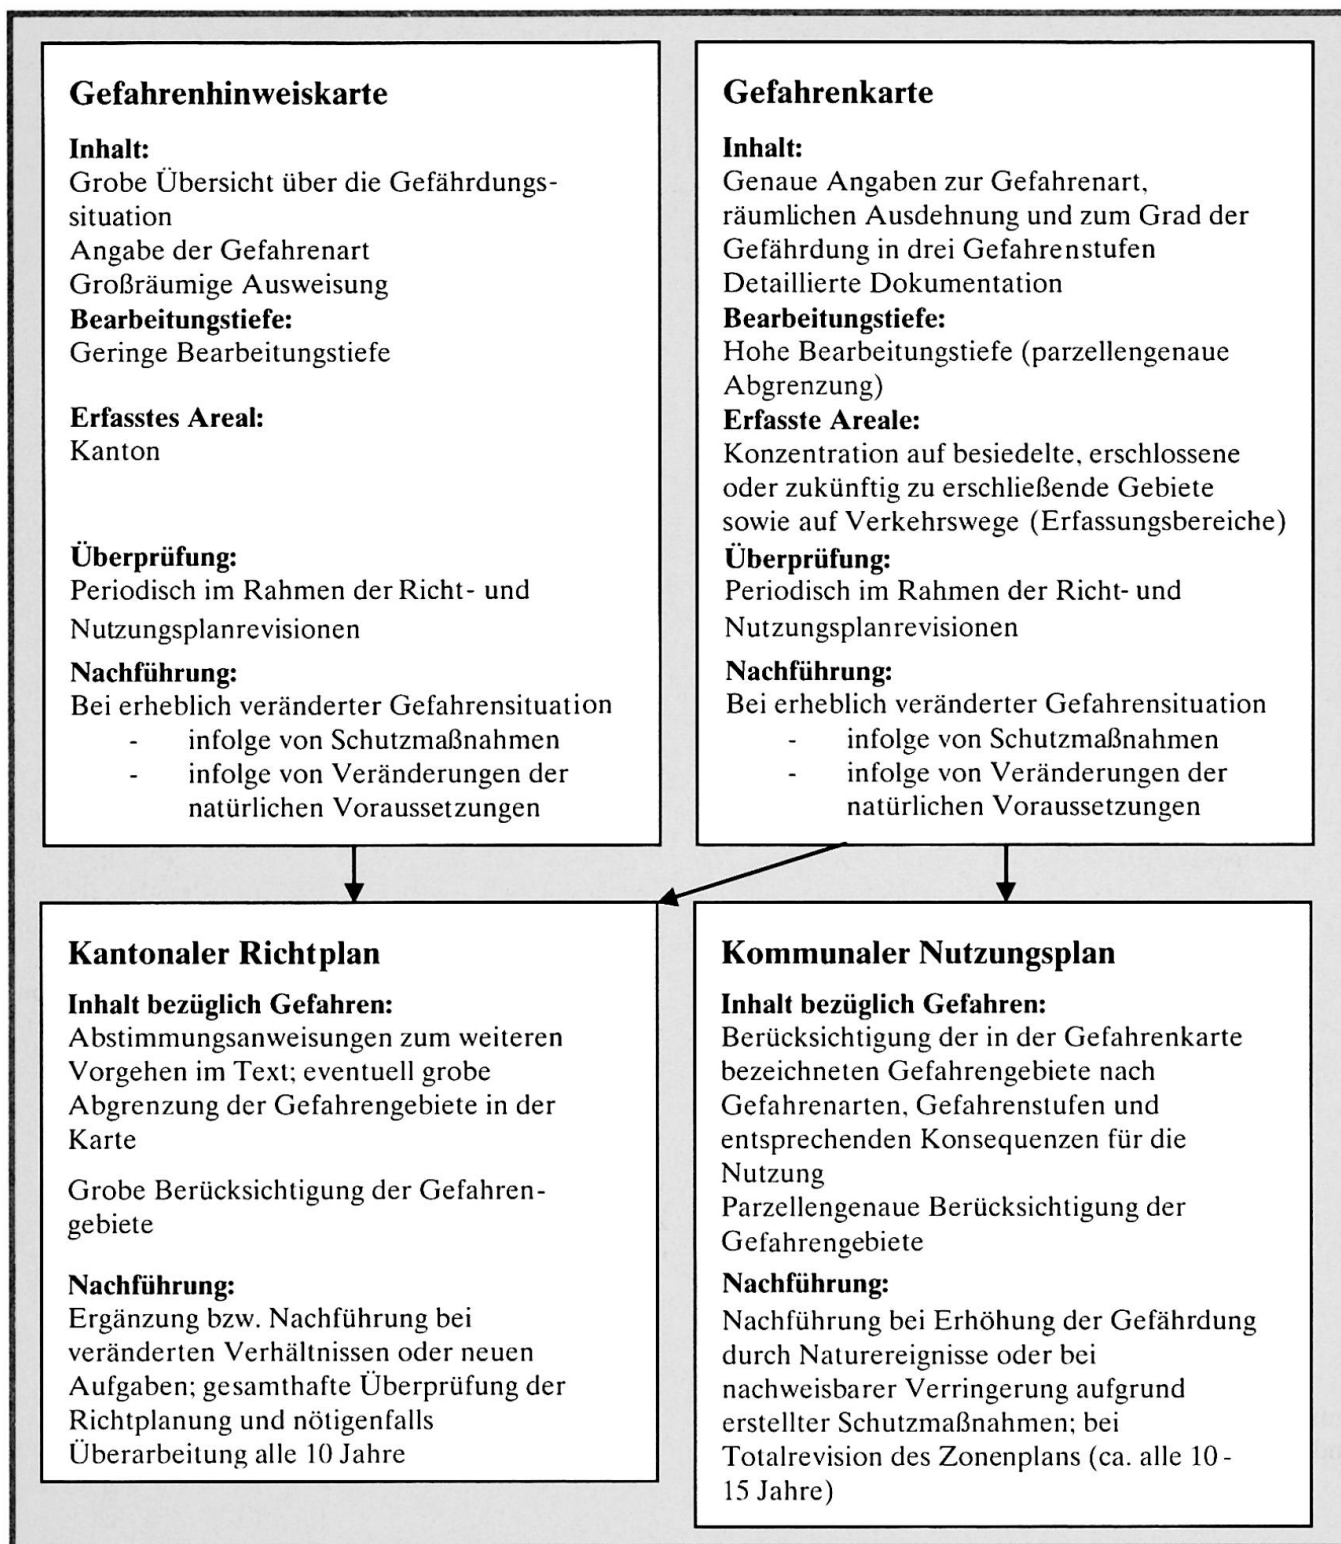 Gefahrenhinweiskarte
Inhalt:
Grobe Übersicht über die Gefährdungs-
situation
Angabe der Gefahrenart
Großräumige Ausweisung
Bearbeitungstiefe:
Geringe Bearbeitungstiefe
Erfasstes Areal:
Kanton
Überprüfung:
Periodisch im Rahmen der Richt- und
Nutzungsplanrevisionen
Nachführung:
Bei erheblich veränderter Gefahrensituation
- infolge von Schutzmaßnahmen
- infolge von Veränderungen der
natürlichen Voraussetzungen
Gefahrenkarte
Inhalt:
Genaue Angaben zur Gefahrenart,
räumlichen Ausdehnung und zum Grad der
Gefährdung in drei Gefahrenstufen
Detaillierte Dokumentation
Bearbeitungstiefe:
Hohe Bearbeitungstiefe (parzellengenaue
Abgrenzung)
Erfasste Areale:
Konzentration auf besiedelte, erschlossene
oder zukünftig zu erschließende Gebiete
sowie auf Verkehrswege (Erfassungsbereiche)
Überprüfung:
Periodisch im Rahmen der Richt- und
Nutzungsplanrevisionen
Nachführung:
Bei erheblich veränderter Gefahrensituation
- infolge von Schutzmaßnahmen
- infolge von Veränderungen der
natürlichen Voraussetzungen
Kantonaler Richtplan
Inhalt bezüglich Gefahren:
Abstimmungsanweisungen zum weiteren
Vorgehen im Text; eventuell grobe
Abgrenzung der Gefahrengebiete in der
Karte
Grobe Berücksichtigung der Gefahren-
gebiete
Nachführung:
Ergänzung bzw. Nachführung bei
veränderten Verhältnissen oder neuen
Aufgaben; gesamthafte Überprüfung der
Richtplanung und nötigenfalls
Überarbeitung alle 10 Jahre
Kommunaler Nutzungsplan
Inhalt bezüglich Gefahren:
Berücksichtigung der in der Gefahrenkarte
bezeichneten Gefahrengebiete nach
Gefahrenarten, Gefahrenstufen und
entsprechenden Konsequenzen für die
Nutzung
Parzellengenaue Berücksichtigung der
Gefahrengebiete
Nachführung:
Nachführung bei Erhöhung der Gefährdung
durch Naturereignisse oder bei
nachweisbarer Verringerung aufgrund
erstellter Schutzmaßnahmen; bei
Totalrevision des Zonenplans (ca. alle 10 -
15 Jahre)